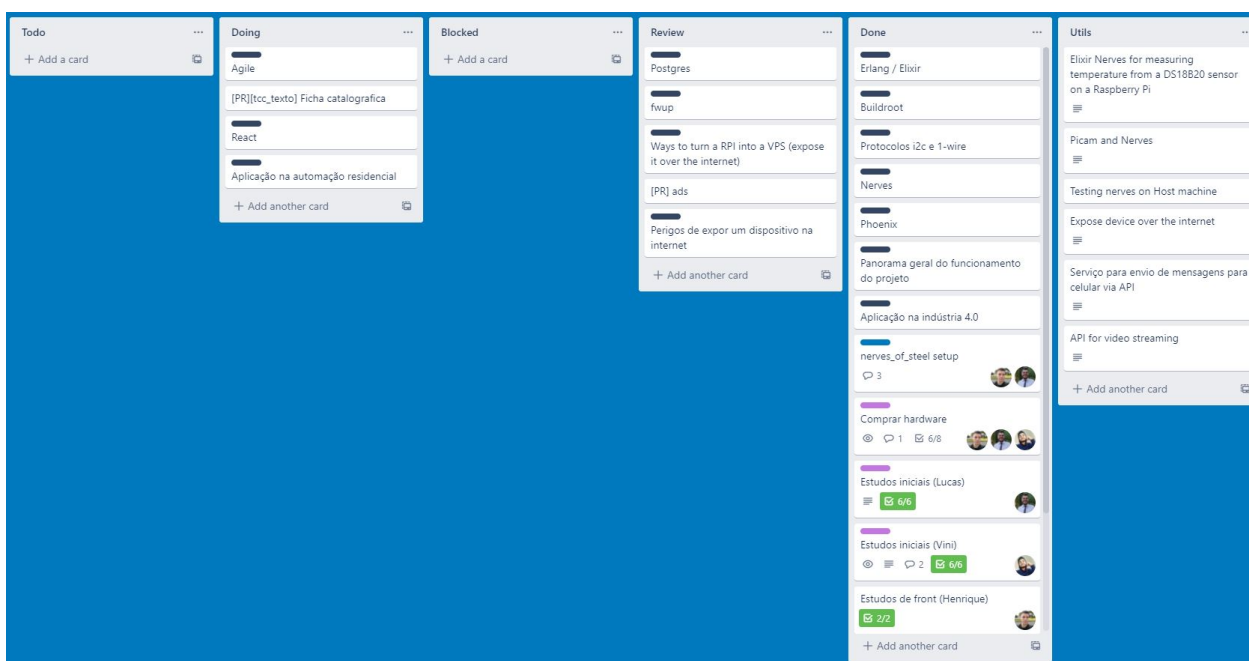 Todo
+ Add a card
Doing
Agile
[PR][tcc_texto] Ficha catalografica
React
Aplicação na automação residencial
+ Add another card
Blocked
+ Add a card
Review
Postgres
fwup
Ways to turn a RPI into a VPS (expose
it over the internet)
[PR] ads
Perigos de expor um dispositivo na
internet
+ Add another card
Done
Erlang / Elixir
Buildroot
Protocolos i2c e 1-wire
Nerves
Phoenix
Panorama geral do funcionamento
do projeto
Aplicação na indústria 4.0
nerves_of_steel setup
3
Comprar hardware
1 6/8
Estudos iniciais (Lucas)
6/6
Estudos iniciais (Vini)
2 6/6
Estudos de front (Henrique)
2/2
+ Add another card
Utils
Elixir Nerves for measuring
temperature from a DS18B20 sensor
on a Raspberry Pi
Picam and Nerves
Testing nerves on Host machine
Expose device over the internet
Serviço para envio de mensagens para
celular via API
API for video streaming
+ Add another card